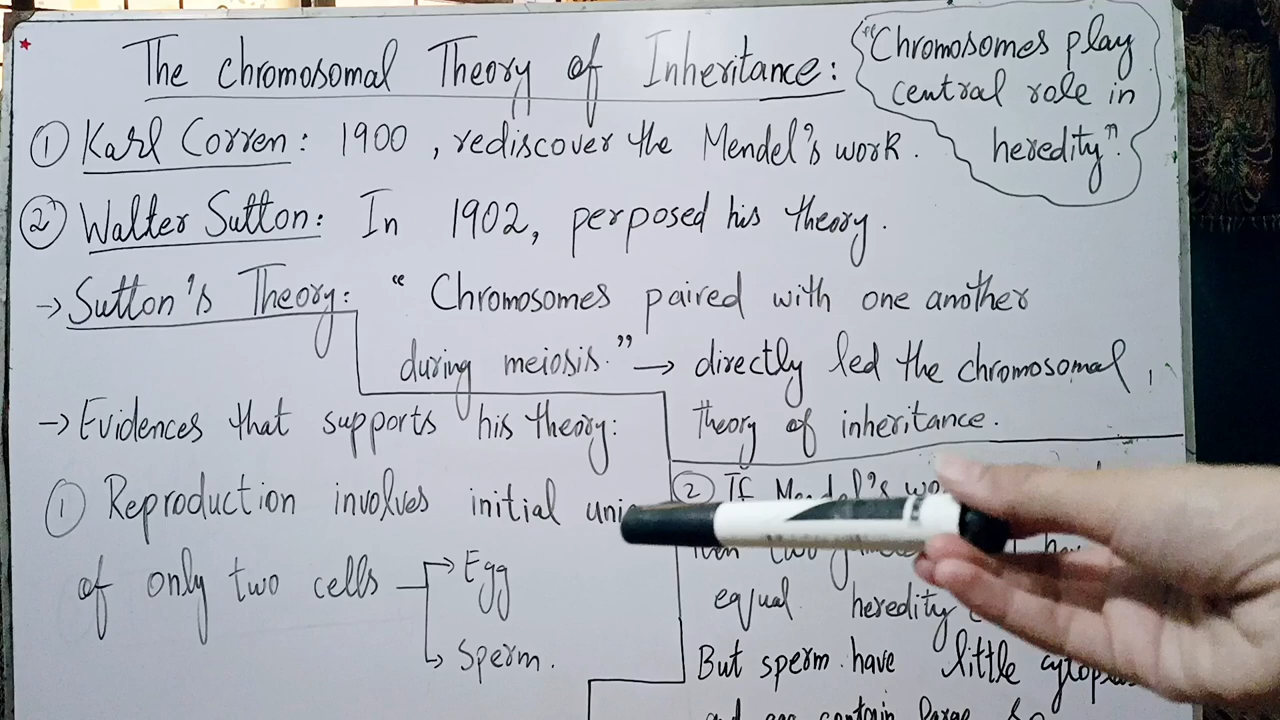 The chromosomal Theory of Inheritance:
"Chromosomes play
central role in
heredity".
① Karl Corren: 1900, rediscover the Mendel's work.
② Walter Sutton: In 1902, perposed his theory.
→ Sutton's Theory: "Chromosomes paired with one another
during meiosis." → directly led the chromosomal
theory of inheritance.
→ Evidences that supports his theory:
① Reproduction involves initial
of only two cells → Egg
→ Sperm.
② If Mendel's
two
equal heredity
But sperm have little
contain large